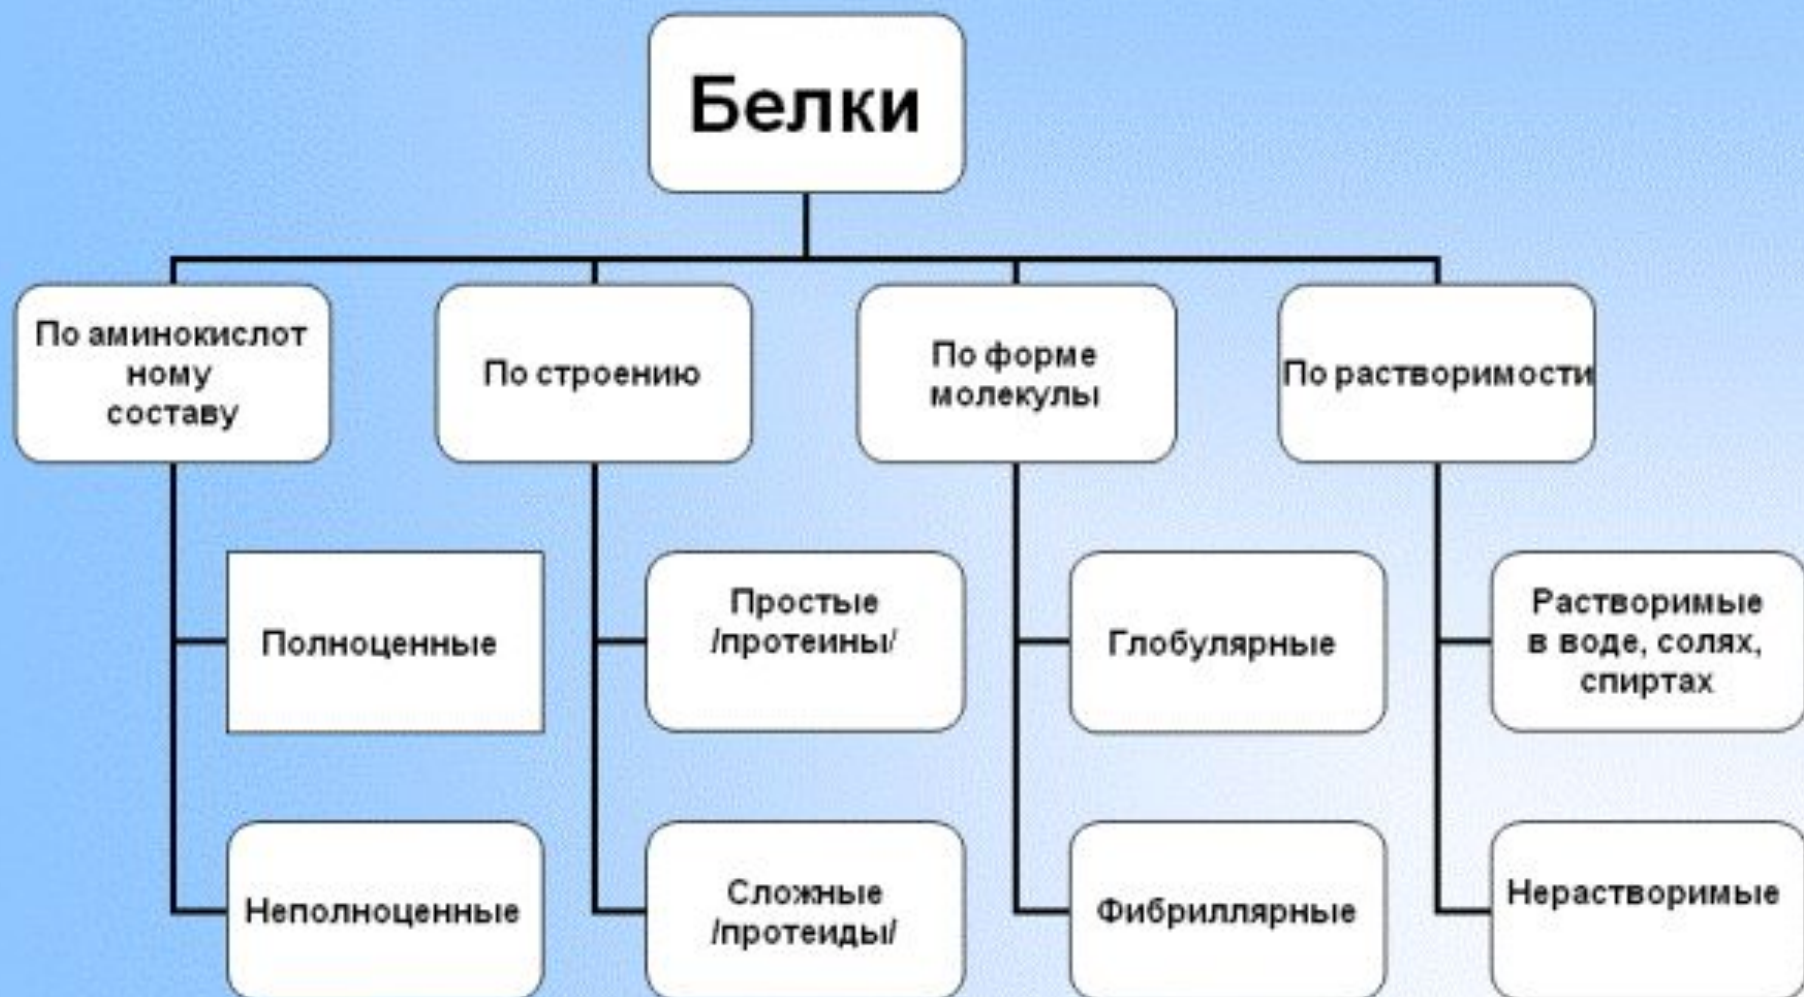 Белки
По аминокислот
ному
составу
По строению
По форме
молекулы
По растворимости
Полноценные
Простые
/протеины/
Глобулярные
Растворимые
в воде, солях,
спиртах
Неполноценные
Сложные
/протеиды/
Фибриллярные
Нерастворимые